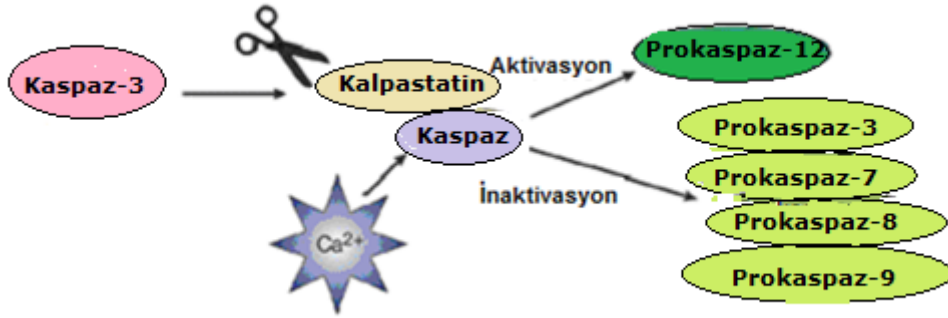 Kaspaz-3
Kalpastatin
Kaspaz
Ca2+
Aktivasyon
Prokaspaz-12
İnaktivasyon
Prokaspaz-3
Prokaspaz-7
Prokaspaz-8
Prokaspaz-9